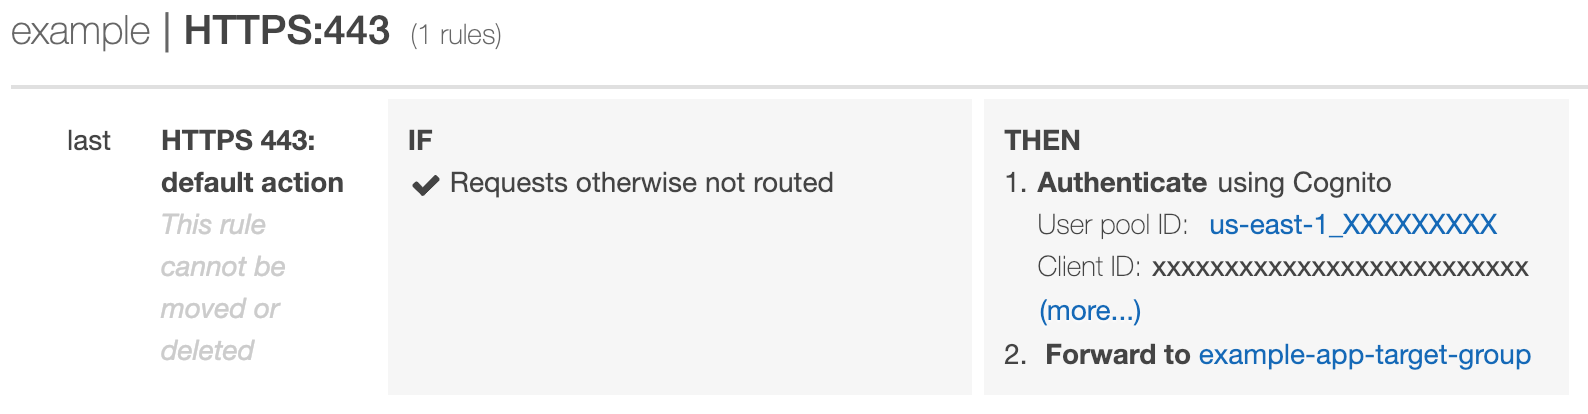 example | HTTPS:443 (1 rules)
last
HTTPS 443:
default action
This rule
cannot be
moved or
deleted
IF
Requests otherwise not routed
THEN
1. Authenticate using Cognito
User pool ID: us-east-1_XXXXXXXXX
Client ID: xxxxxxxxxxxxxxxxxxxxxxxxxx
(more...)
2. Forward to example-app-target-group